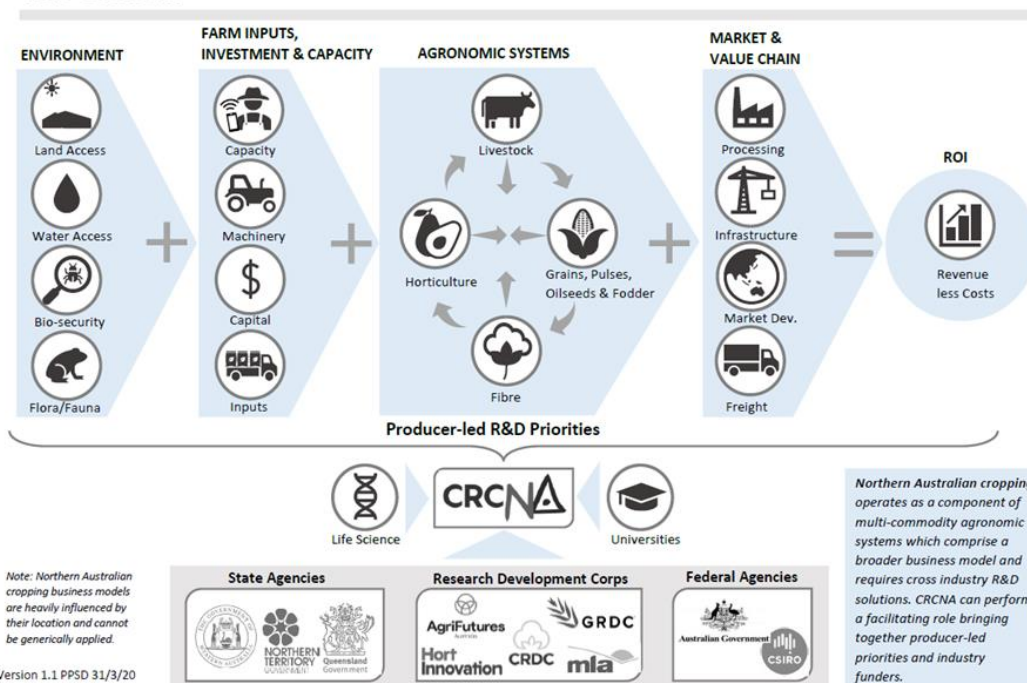 ENVIRONMENT
Land Access
Water Access
Bio-security
Flora/Fauna
FARM INPUTS,
INVESTMENT & CAPACITY
Capacity
Machinery
$
Capital
Inputs
AGRONOMIC SYSTEMS
Livestock
Horticulture
Grains, Pulses,
Oilseeds & Fodder
Fibre
MARKET &
VALUE CHAIN
Processing
Infrastructure
Market Dev.
Freight
ROI
Revenue
less Costs
Producer-led R&D Priorities
Life Science
CRCNA
Universities
State Agencies
NORTHERN
TERRITORY
GOVERNMENT
Queensland
Government
Research Development Corps
AgriFutures
GRDC
Hort
Innovation
CRDC
mla
Federal Agencies
Australian Government
CSIRO
Note: Northern Australian
cropping business models
are heavily influenced by
their location and cannot
be generically applied.
Version 1.1 PPSD 31/3/20
Northern Australian cropping
operates as a component of
multi-commodity agronomic
systems which comprise a
broader business model and
requires cross industry R&D
solutions. CRCNA can perform
a facilitating role bringing
together producer-led
priorities and industry
funders.